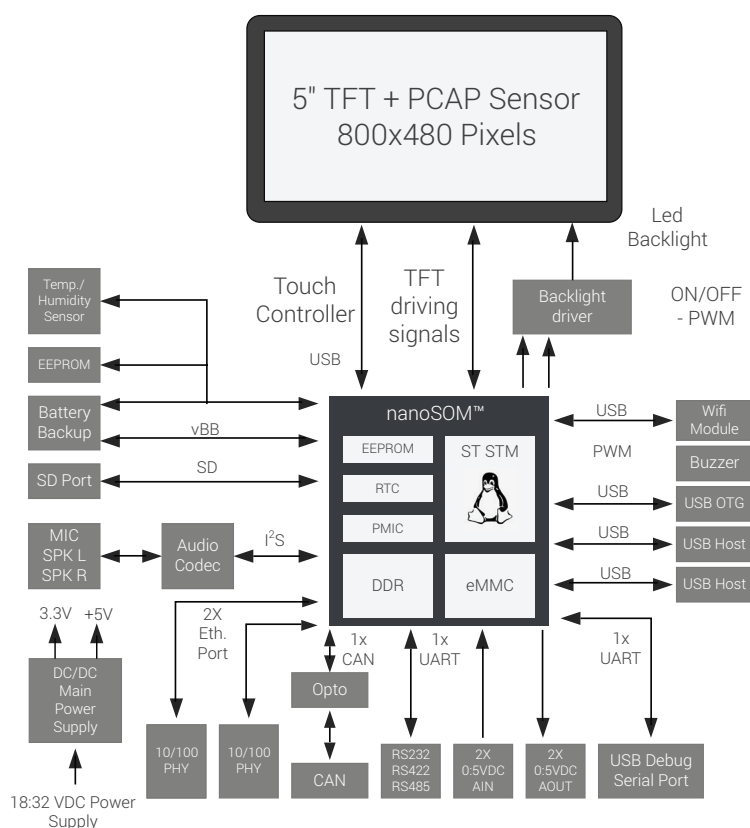 5" TFT + PCAP Sensor
800x480 Pixels
Led
Backlight
Temp./
Humidity
Sensor
Touch
Controller
USB
TFT
driving
signals
Backlight
driver
ON/OFF
- PWM
EEPROM
Battery
Backup
vBB
SD Port
SD
nanoSOM™
EEPROM
RTC
PMIC
DDR
ST STM
eMMC
USB
Wifi
Module
PWM
Buzzer
USB
USB OTG
USB
USB Host
USB
USB Host
MIC
SPK L
SPK R
Audio
Codec
I²S
3.3V
+5V
DC/DC
Main
Power
Supply
18:32 VDC Power
Supply
2X
Eth.
Port
10/100
PHY
10/100
PHY
1x
CAN
Opto
CAN
1x
UART
RS232
RS422
RS485
2X
0:5VDC
AIN
2X
0:5VDC
AOUT
1x
UART
USB Debug
Serial Port